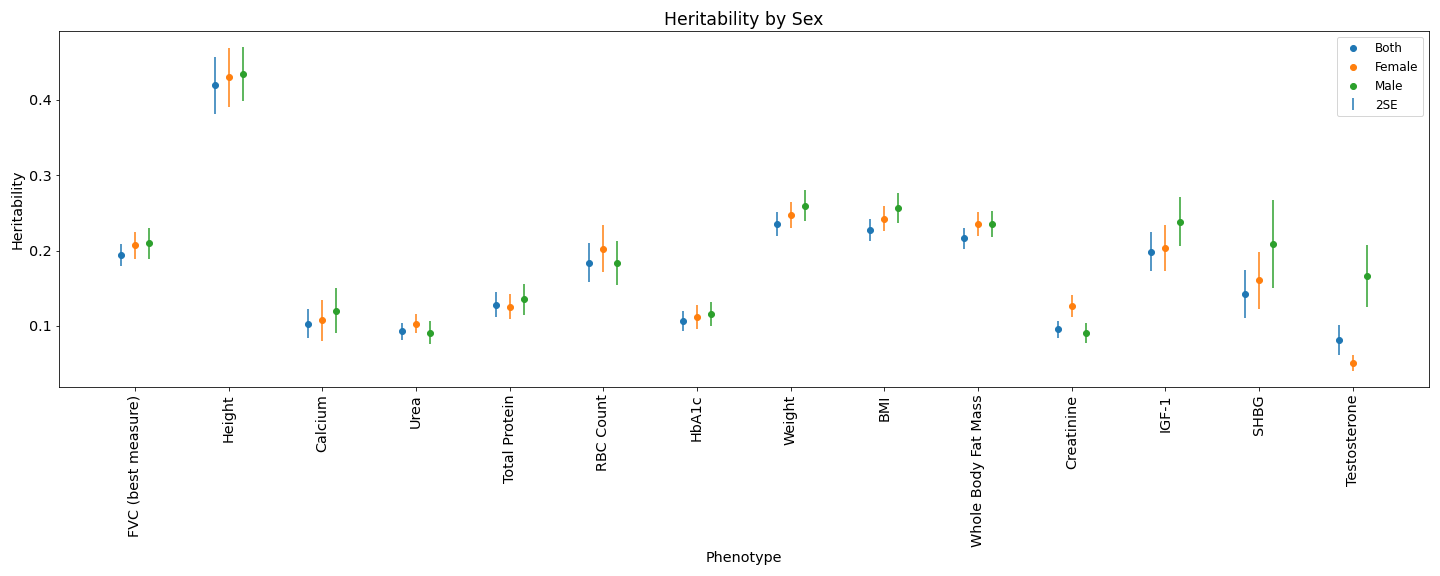 Heritability by Sex
Both
Female
Male
2SE
Heritability
0.4
0.3
0.2
0.1
FVC (best measure)
Height
Calcium
Urea
Total Protein
RBC Count
HbA1c
Weight
BMI
Whole Body Fat Mass
Creatinine
IGF-1
SHBG
Testosterone
Phenotype